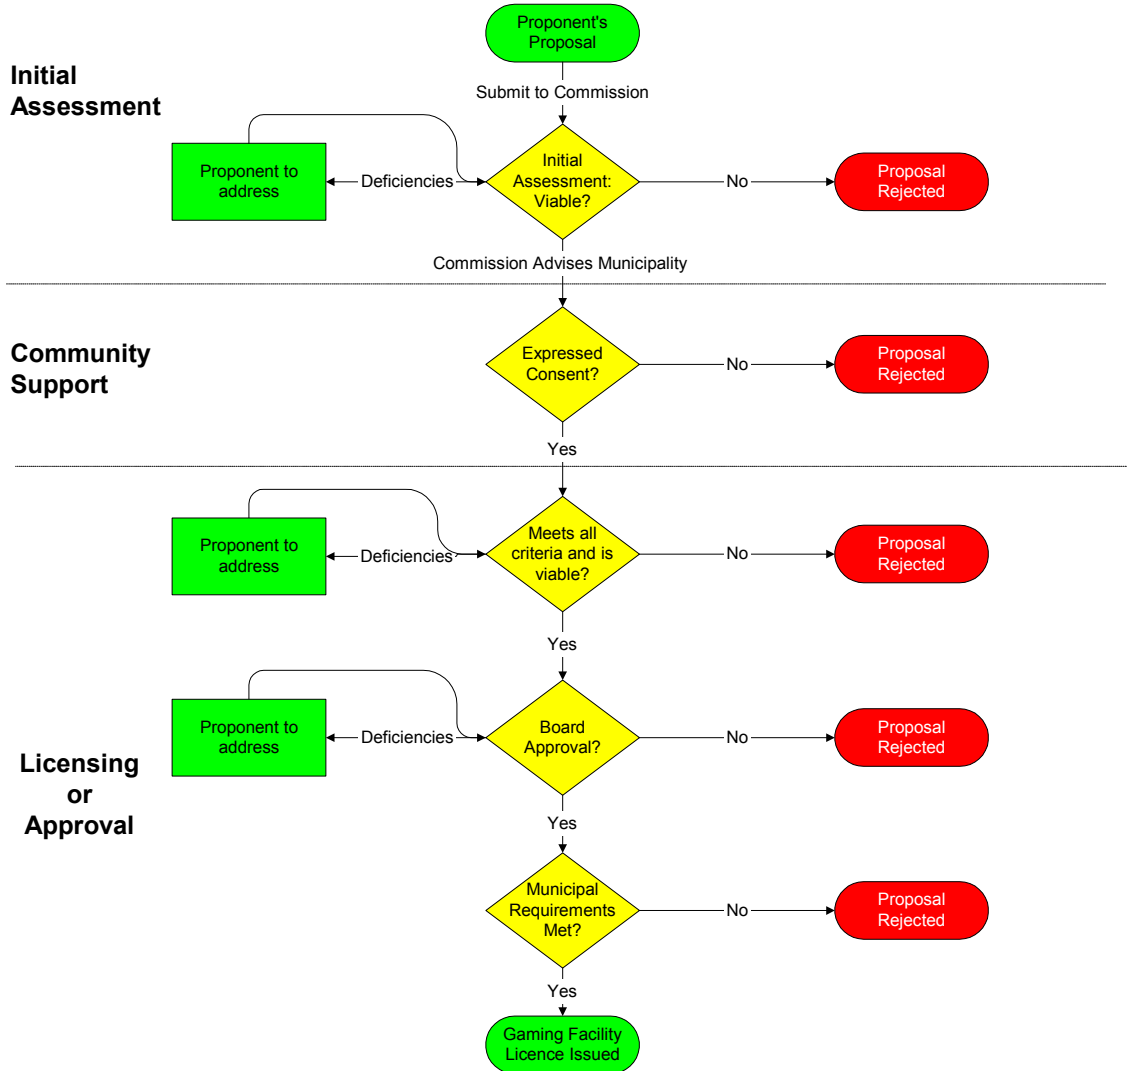 Proponent's
Proposal
Initial
Assessment
Submit to Commission
Proponent to
address
Deficiencies
Initial
Assessment:
Viable?
No
Proposal
Rejected
Commission Advises Municipality
Community
Support
Expressed
Consent?
No
Proposal
Rejected
Yes
Proponent to
address
Deficiencies
Meets all
criteria and is
viable?
No
Proposal
Rejected
Yes
Licensing
or
Approval
Proponent to
address
Deficiencies
Board
Approval?
No
Proposal
Rejected
Yes
Municipal
Requirements
Met?
No
Proposal
Rejected
Yes
Gaming Facility
Licence Issued